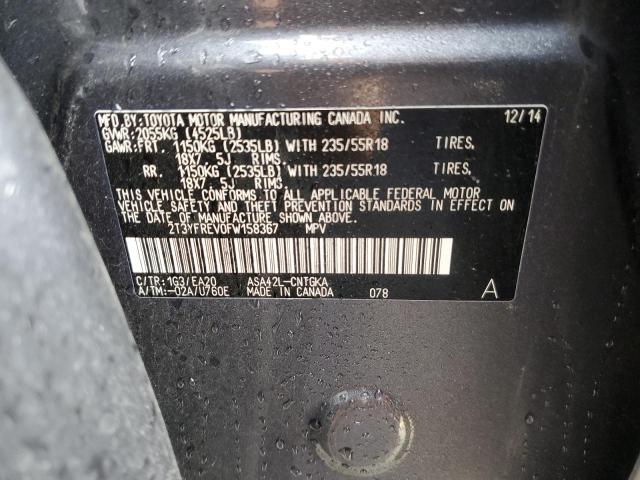 MFD.BY:TOYOTA MOTOR MANUFACTURING CANADA INC. 12/14
GVWR:2055KG (4525LB)
GAWR:FRT. 1150KG (2535LB) WITH 235/55R18 TIRES,
18X7 5J RIMS,
RR. 1150KG (2535LB) WITH 235/55R18 TIRES,
18X7 5J RIMS,
THIS VEHICLE CONFORMS TO ALL APPLICABLE FEDERAL MOTOR
VEHICLE SAFETY AND THEFT PREVENTION STANDARDS IN EFFECT ON
THE DATE OF MANUFACTURE SHOWN ABOVE.
2T3YFREV0FW158367 MPV
C/TR:1G3/EA20 ASA42L-CNTGKA
A/TM:-02A/U760E MADE IN CANADA 078 A